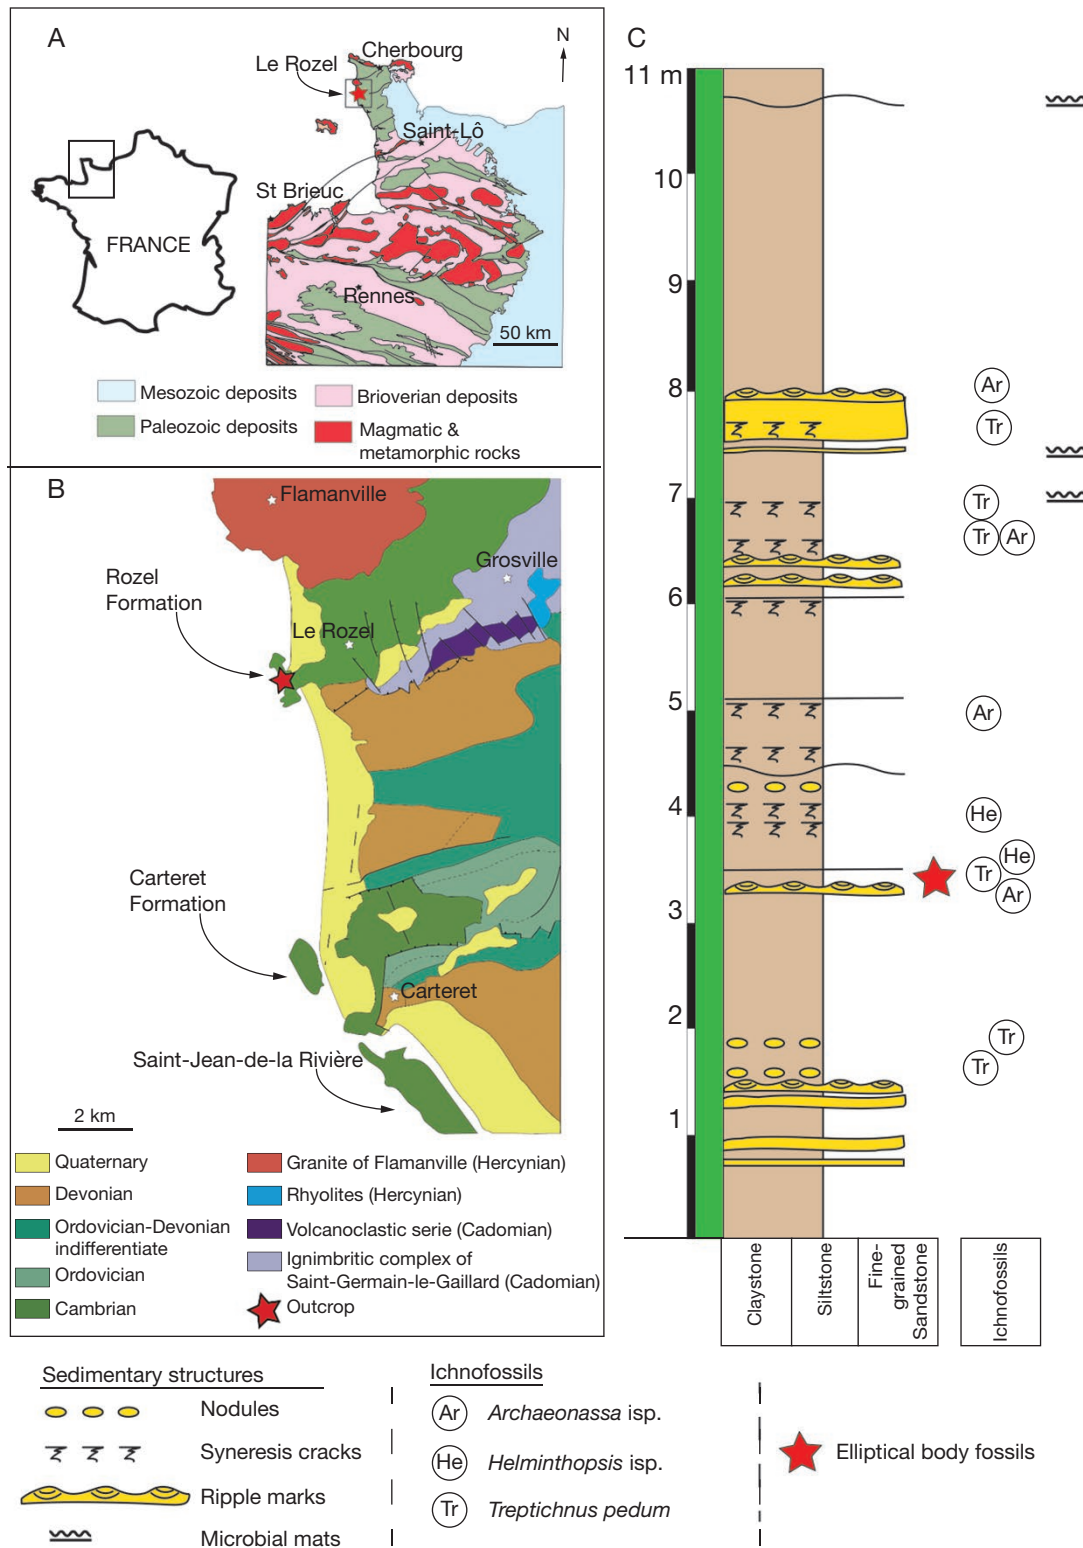 A
N
Cherbourg
Le Rozel
Saint-Lô
St Brieuc
FRANCE
Rennes
50 km
Mesozoic deposits
Brioverian deposits
Paleozoic deposits
Magmatic &
metamorphic rocks
B
Flamanville
Grosville
Rozel
Formation
Le Rozel
Carteret
Formation
Carteret
Saint-Jean-de-la Rivière
2 km
Quaternary
Devonian
Ordovician-Devonian
indifferentiate
Ordovician
Cambrian
Granite of Flamanville (Hercynian)
Rhyolites (Hercynian)
Volcanoclastic serie (Cadomian)
Ignimbritic complex of
Saint-Germain-le-Gaillard (Cadomian)
Outcrop
C
11 m
10
9
8
7
6
5
4
3
2
1
Ar
Tr
Tr
Tr Ar
Ar
He
He
Tr
Ar
Tr
Tr
Claystone
Siltstone
Fine-
grained
Sandstone
Ichnofossils
Sedimentary structures
Nodules
Syneresis cracks
Ripple marks
Microbial mats
Ichnofossils
Ar Archaeonassa isp.
He Helminthopsis isp.
Tr Treptichnus pedum
Elliptical body fossils